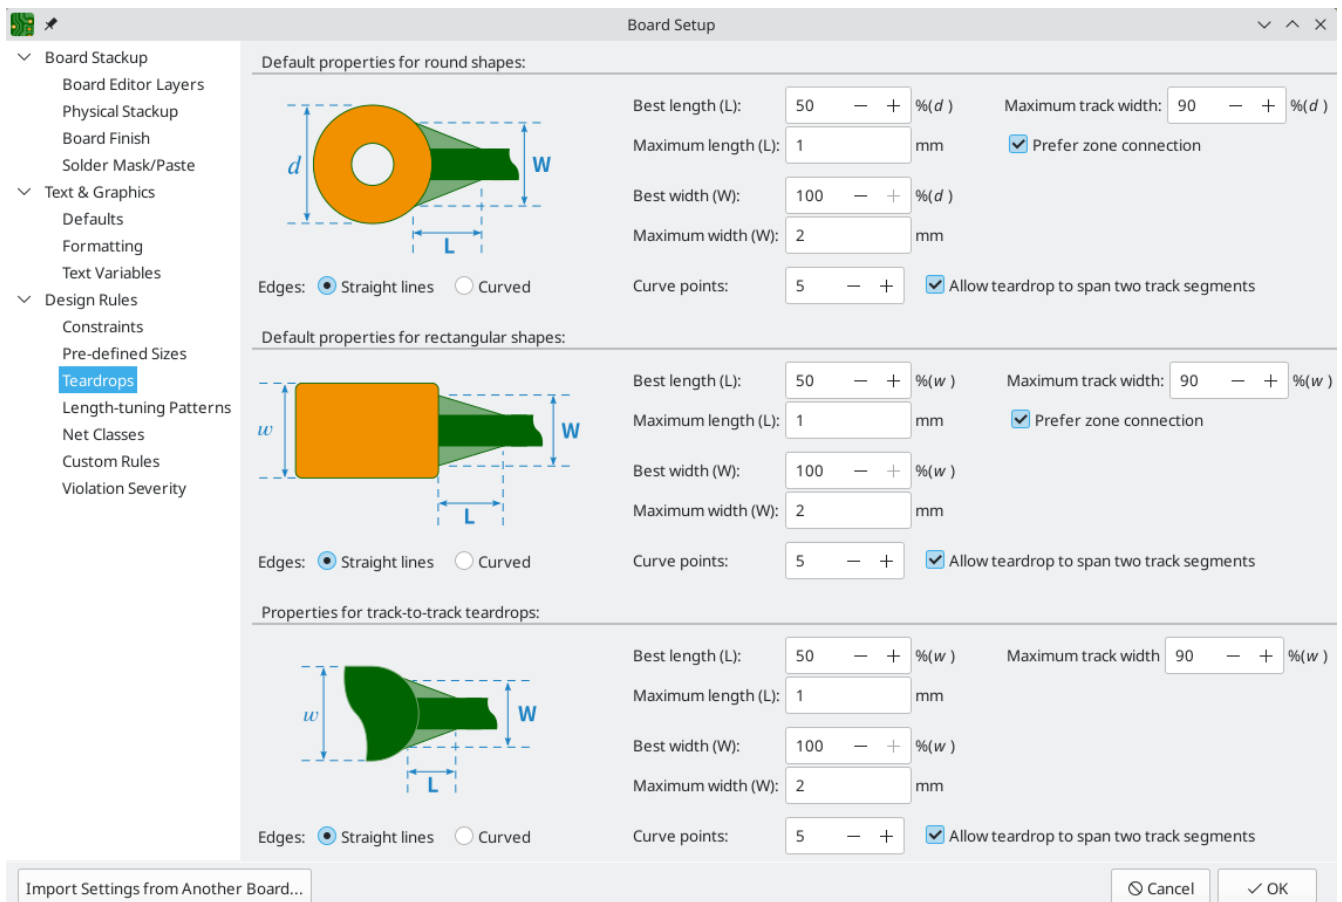 Board Setup
Board Stackup
Board Editor Layers
Physical Stackup
Board Finish
Solder Mask/Paste
Text & Graphics
Defaults
Formatting
Text Variables
Design Rules
Constraints
Pre-defined Sizes
Teardrops
Length-tuning Patterns
Net Classes
Custom Rules
Violation Severity
Default properties for round shapes:
d
W
L
Best length (L): 50 — + %(d )
Maximum track width: 90 — + %(d )
Maximum length (L): 1 mm
Prefer zone connection
Best width (W): 100 — + %(d )
Maximum width (W): 2 mm
Edges: Straight lines Curved
Curve points: 5 — +
Allow teardrop to span two track segments
Default properties for rectangular shapes:
w
W
L
Best length (L): 50 — + %(w )
Maximum track width: 90 — + %(w )
Maximum length (L): 1 mm
Prefer zone connection
Best width (W): 100 — + %(w )
Maximum width (W): 2 mm
Edges: Straight lines Curved
Curve points: 5 — +
Allow teardrop to span two track segments
Properties for track-to-track teardrops:
w
W
L
Best length (L): 50 — + %(w )
Maximum track width 90 — + %(w )
Maximum length (L): 1 mm
Best width (W): 100 — + %(w )
Maximum width (W): 2 mm
Edges: Straight lines Curved
Curve points: 5 — +
Allow teardrop to span two track segments
Import Settings from Another Board...
Cancel
OK